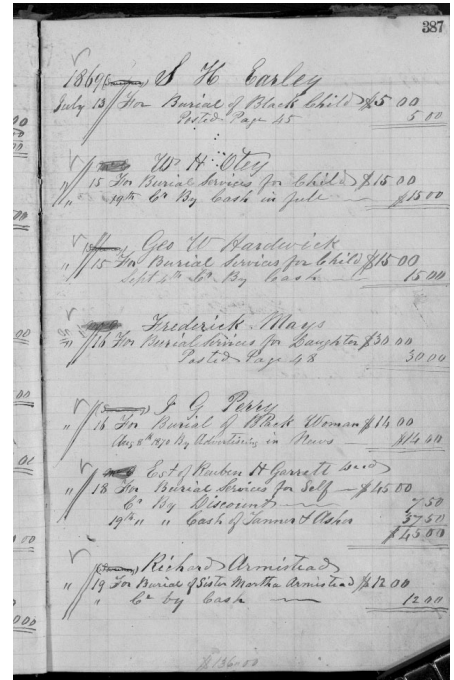 387
1869 S H Earley
July 13 For Burial of Black Child $5 00
Posted Page 45 5 00
W H Otey
" 15 For Burial Services for Child $15 00
" 19th Cr By Cash in full $15 00
Geo W Hardwick
" 15 For Burial Services for Child $15 00
Sept 4th Cr By Cash 15 00
Frederick Mays
" 16 For Burial Services for Daughter $30 00
Posted Page 48 30 00
J G Perry
" 16 For Burial of Black Woman $14 00
Aug 8th 1870 By Advertising in News $14 00
Est of Reuben H Garrett decd
" 18 For Burial Services for Self $45 00
Cr By Discount 7 50
19th " " Cash of Tanner & Asher 37 50
$45 00
Richard Armistead
" 19 For Burial of Sister Martha Armistead $12 00
" Cr by Cash 12 00
$136 00